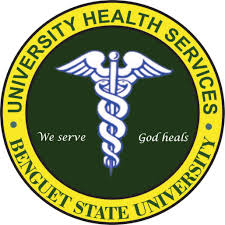 UNIVERSITY HEALTH SERVICES
We serve God heals
BENGUET STATE UNIVERSITY